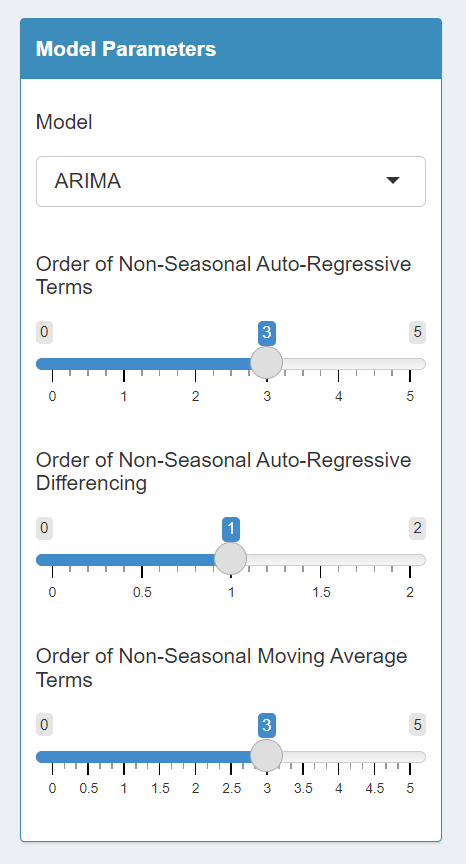 Model Parameters
Model
ARIMA
Order of Non-Seasonal Auto-Regressive
Terms
0 3 5
0 1 2 3 4 5
Order of Non-Seasonal Auto-Regressive
Differencing
0 1 2
0 0.5 1 1.5 2
Order of Non-Seasonal Moving Average
Terms
0 3 5
0 0.5 1 1.5 2 2.5 3 3.5 4 4.5 5